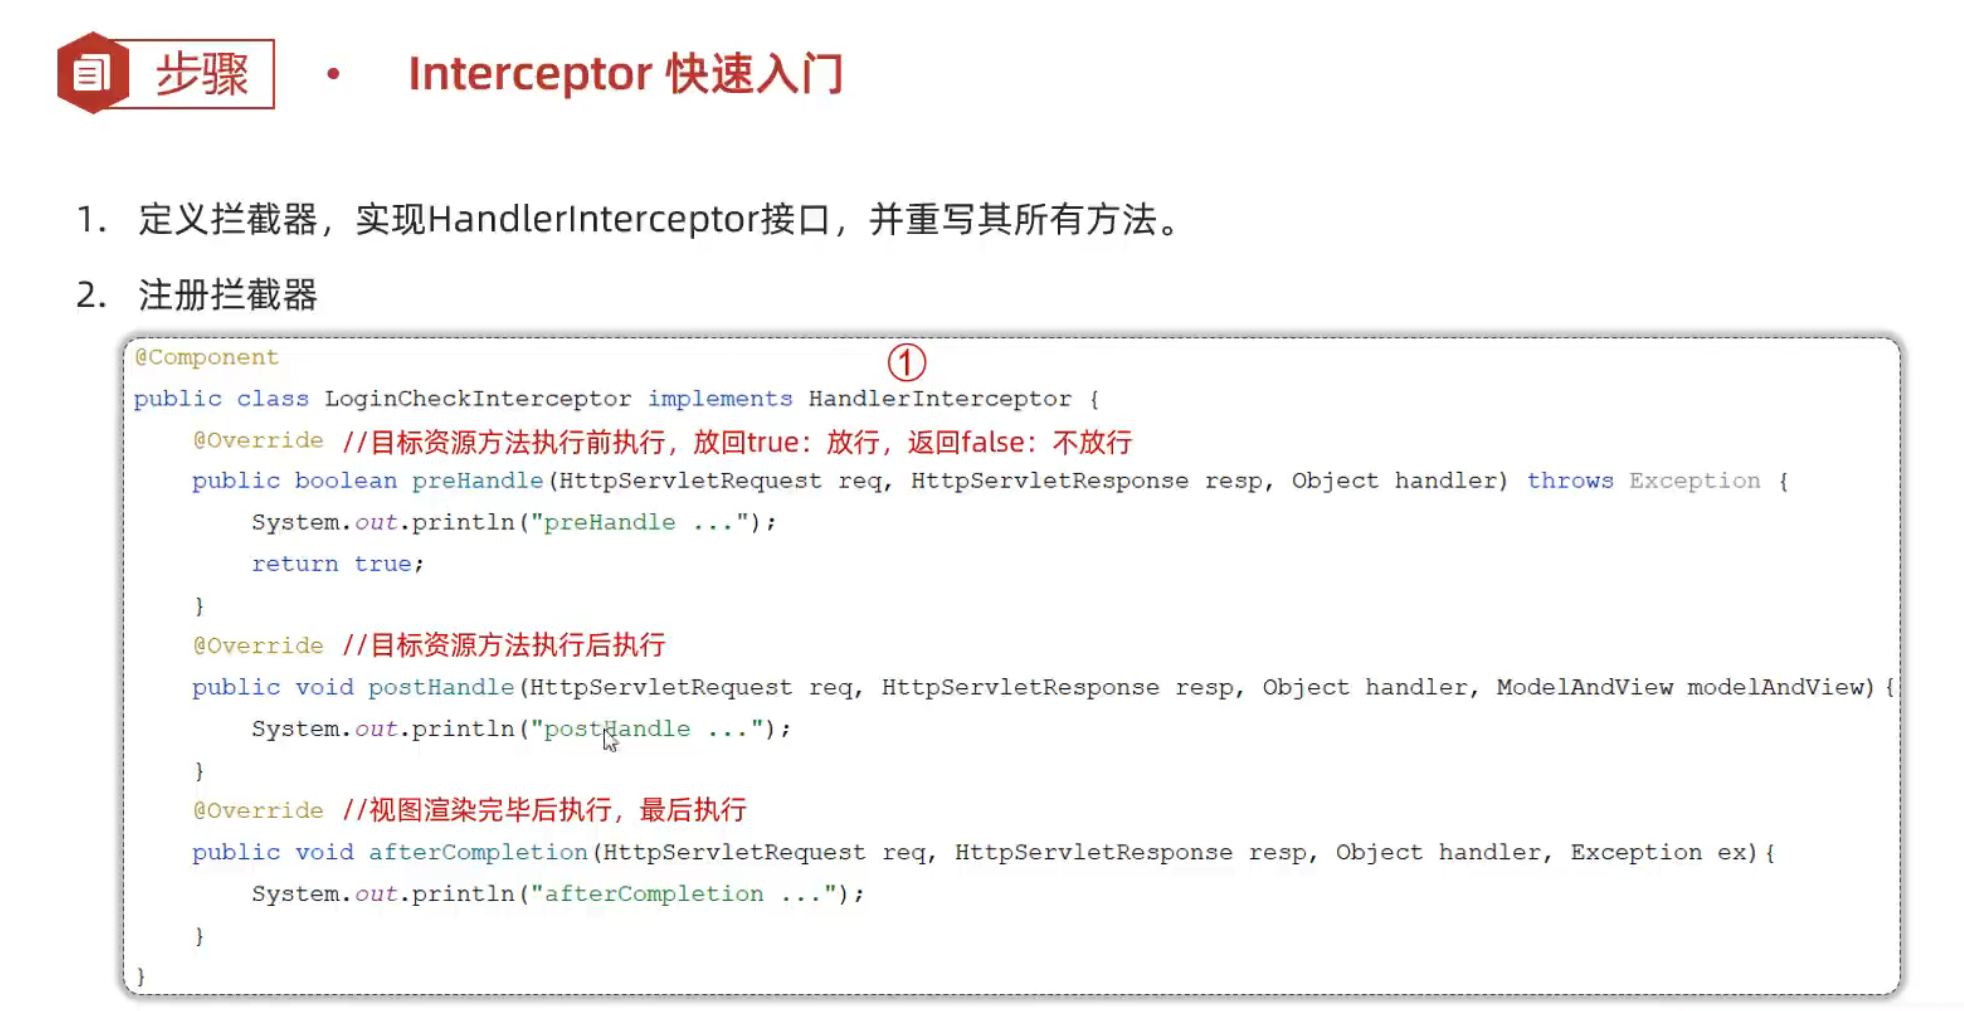 步骤
• Interceptor 快速入门
1. 定义拦截器，实现HandlerInterceptor接口，并重写其所有方法。
2. 注册拦截器
①
@Component
public class LoginCheckInterceptor implements HandlerInterceptor {
@Override //目标资源方法执行前执行，放回true：放行，返回false：不放行
public boolean preHandle(HttpServletRequest req, HttpServletResponse resp, Object handler) throws Exception {
System.out.println("preHandle ...");
return true;
}
@Override //目标资源方法执行后执行
public void postHandle(HttpServletRequest req, HttpServletResponse resp, Object handler, ModelAndView modelAndView){
System.out.println("postHandle ...");
}
@Override //视图渲染完毕后执行，最后执行
public void afterCompletion(HttpServletRequest req, HttpServletResponse resp, Object handler, Exception ex){
System.out.println("afterCompletion ...");
}
}